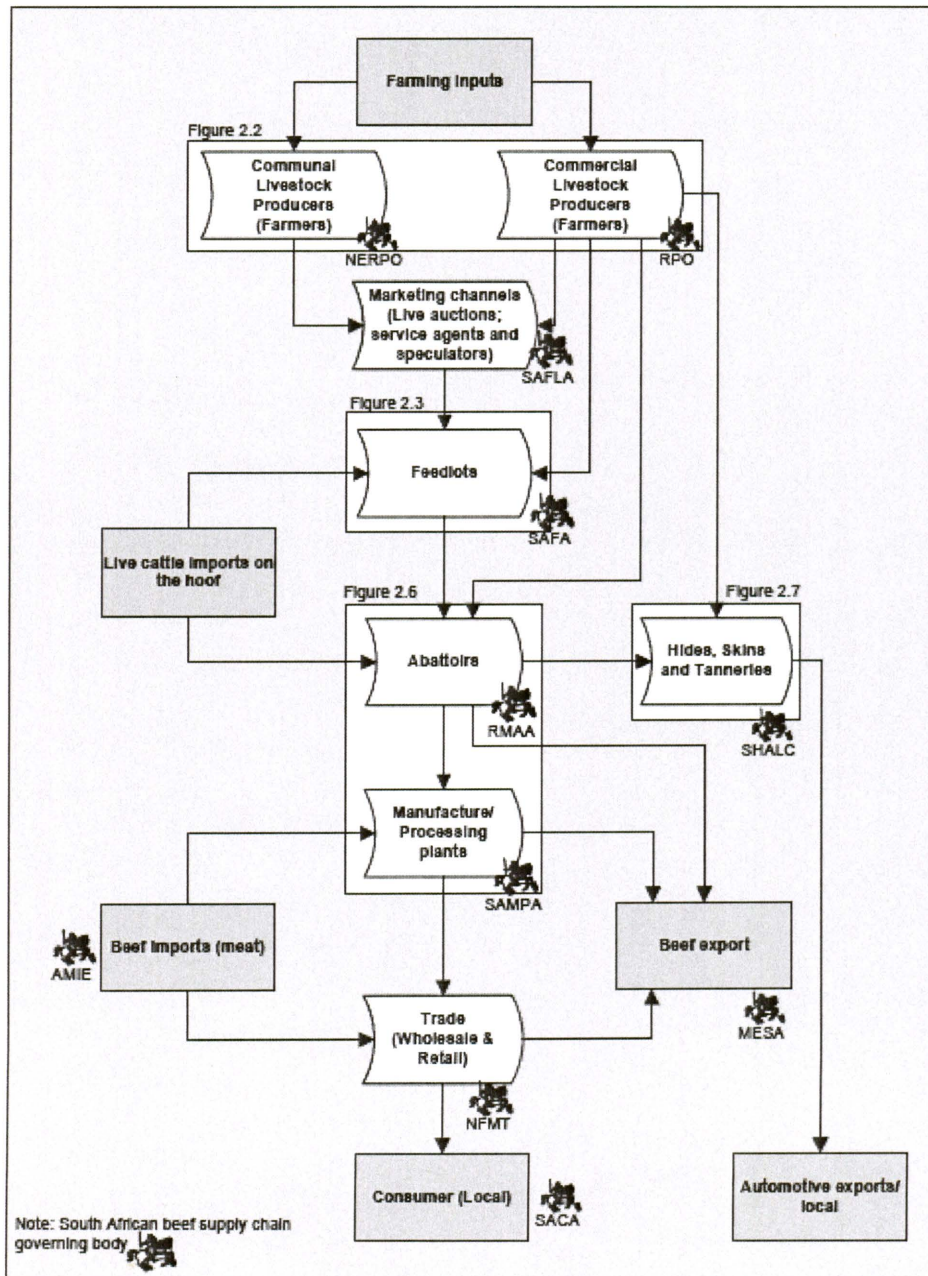 Farming Inputs
Figure 2.2
Communal
Livestock
Producers
(Farmers)
NERPO
Commercial
Livestock
Producers
(Farmers)
RPO
Marketing channels
(Live auctions;
service agents and
speculators)
SAFLA
Figure 2.3
Feedlots
SAFA
Live cattle imports on
the hoof
Figure 2.6
Abattoirs
RMAA
Figure 2.7
Hides, Skins
and Tanneries
SHALC
Manufacture/
Processing
plants
SAMPA
Beef Imports (meat)
AMIE
Beef export
MESA
Trade
(Wholesale &
Retail)
NFMT
Consumer (Local)
SACA
Automotive exports/
local
Note: South African beef supply chain
governing body